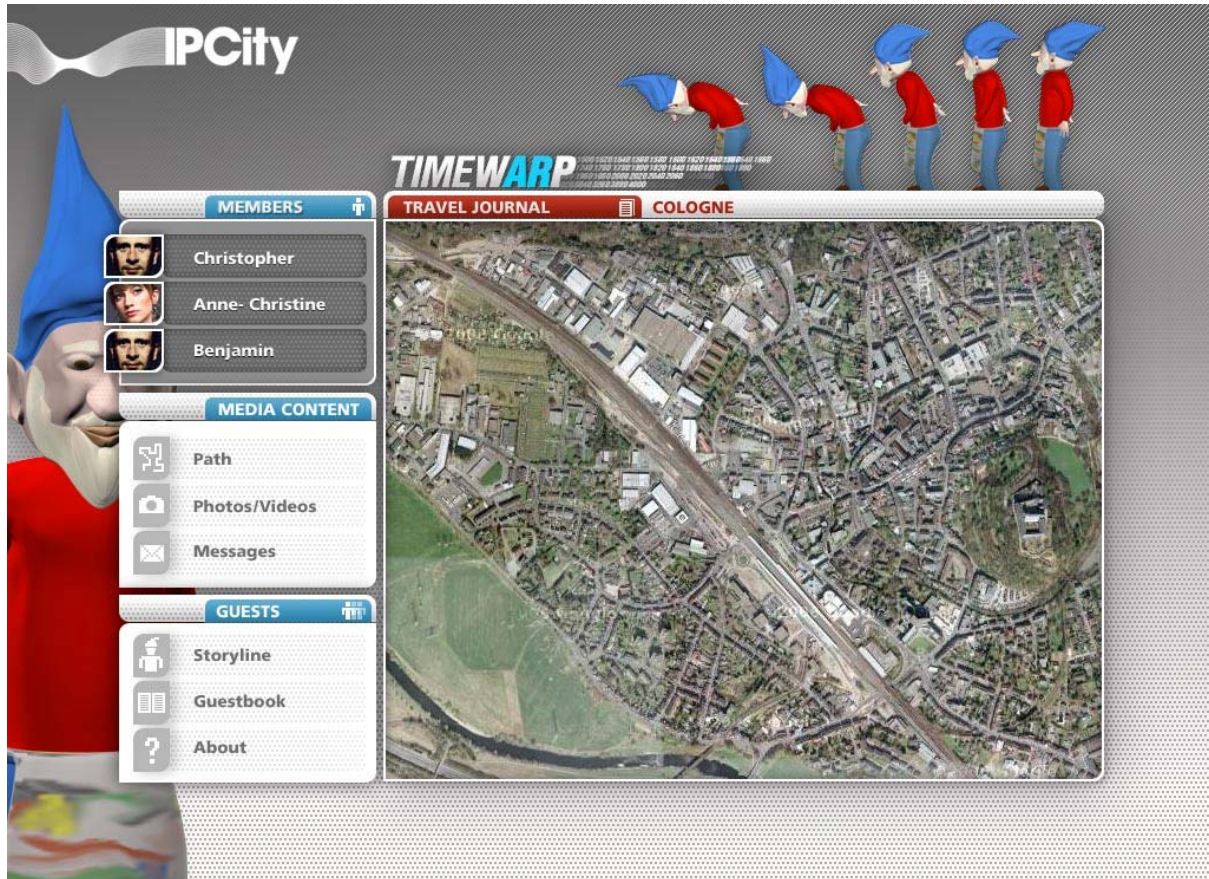 IPCity
TIMEWARP
MEMBERS
TRAVEL JOURNAL
COLOGNE
Christopher
Anne- Christine
Benjamin
MEDIA CONTENT
Path
Photos/Videos
Messages
GUESTS
Storyline
Guestbook
?
About